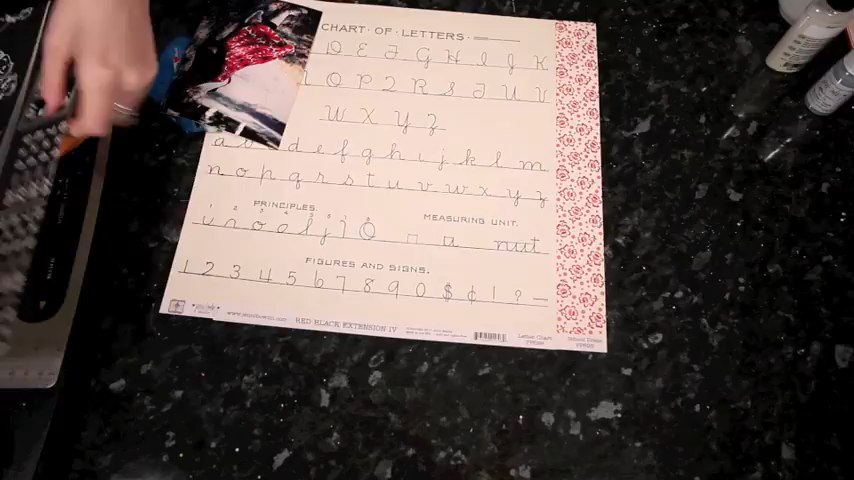 CHART · OF · LETTERS
D E F G H I J K
O P Q R S T U V
W X Y Z
a d e f g h i j k l m
n o p q r s t u v w x y z
PRINCIPLES. MEASURING UNIT.
nut
FIGURES AND SIGNS.
1 2 3 4 5 6 7 8 9 0 $ ¢ ! ? —
RED BLACK EXTENSION IV
Letter Chart